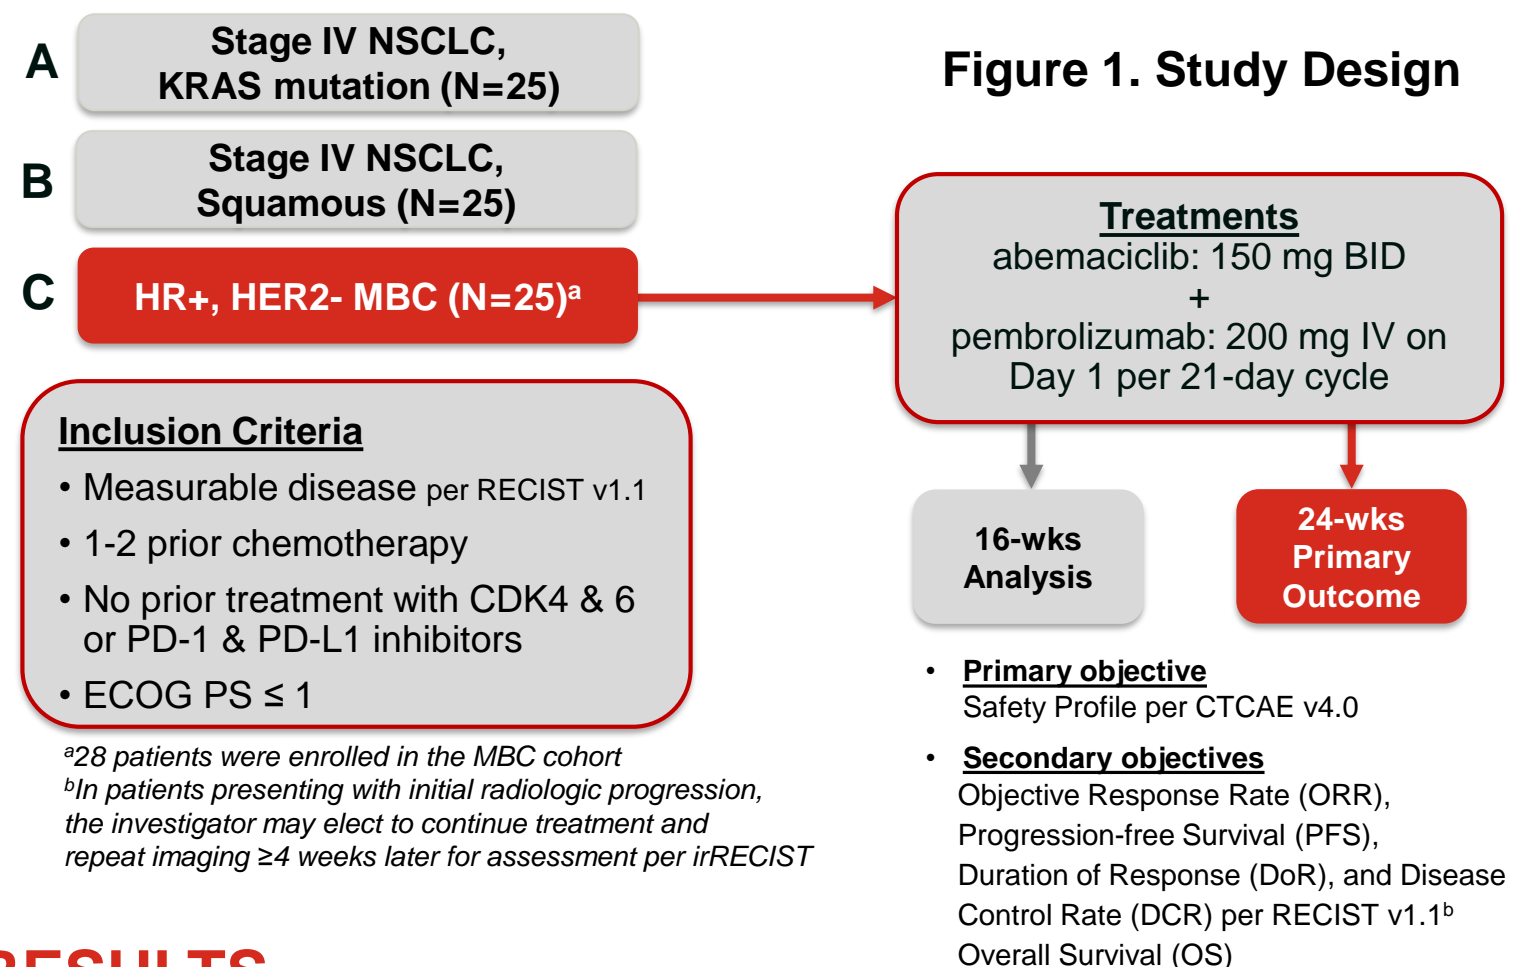 Figure 1. Study Design
A
Stage IV NSCLC,
KRAS mutation (N=25)
B
Stage IV NSCLC,
Squamous (N=25)
C
HR+, HER2- MBC (N=25)ᵃ
Inclusion Criteria
• Measurable disease per RECIST v1.1
• 1-2 prior chemotherapy
• No prior treatment with CDK4 & 6
or PD-1 & PD-L1 inhibitors
• ECOG PS ≤ 1
ᵃ28 patients were enrolled in the MBC cohort
ᵇIn patients presenting with initial radiologic progression,
the investigator may elect to continue treatment and
repeat imaging ≥4 weeks later for assessment per irRECIST
Treatments
abemaciclib: 150 mg BID
+
pembrolizumab: 200 mg IV on
Day 1 per 21-day cycle
16-wks
Analysis
24-wks
Primary
Outcome
• Primary objective
Safety Profile per CTCAE v4.0
• Secondary objectives
Objective Response Rate (ORR),
Progression-free Survival (PFS),
Duration of Response (DoR), and Disease
Control Rate (DCR) per RECIST v1.1ᵇ
Overall Survival (OS)
RESULTS